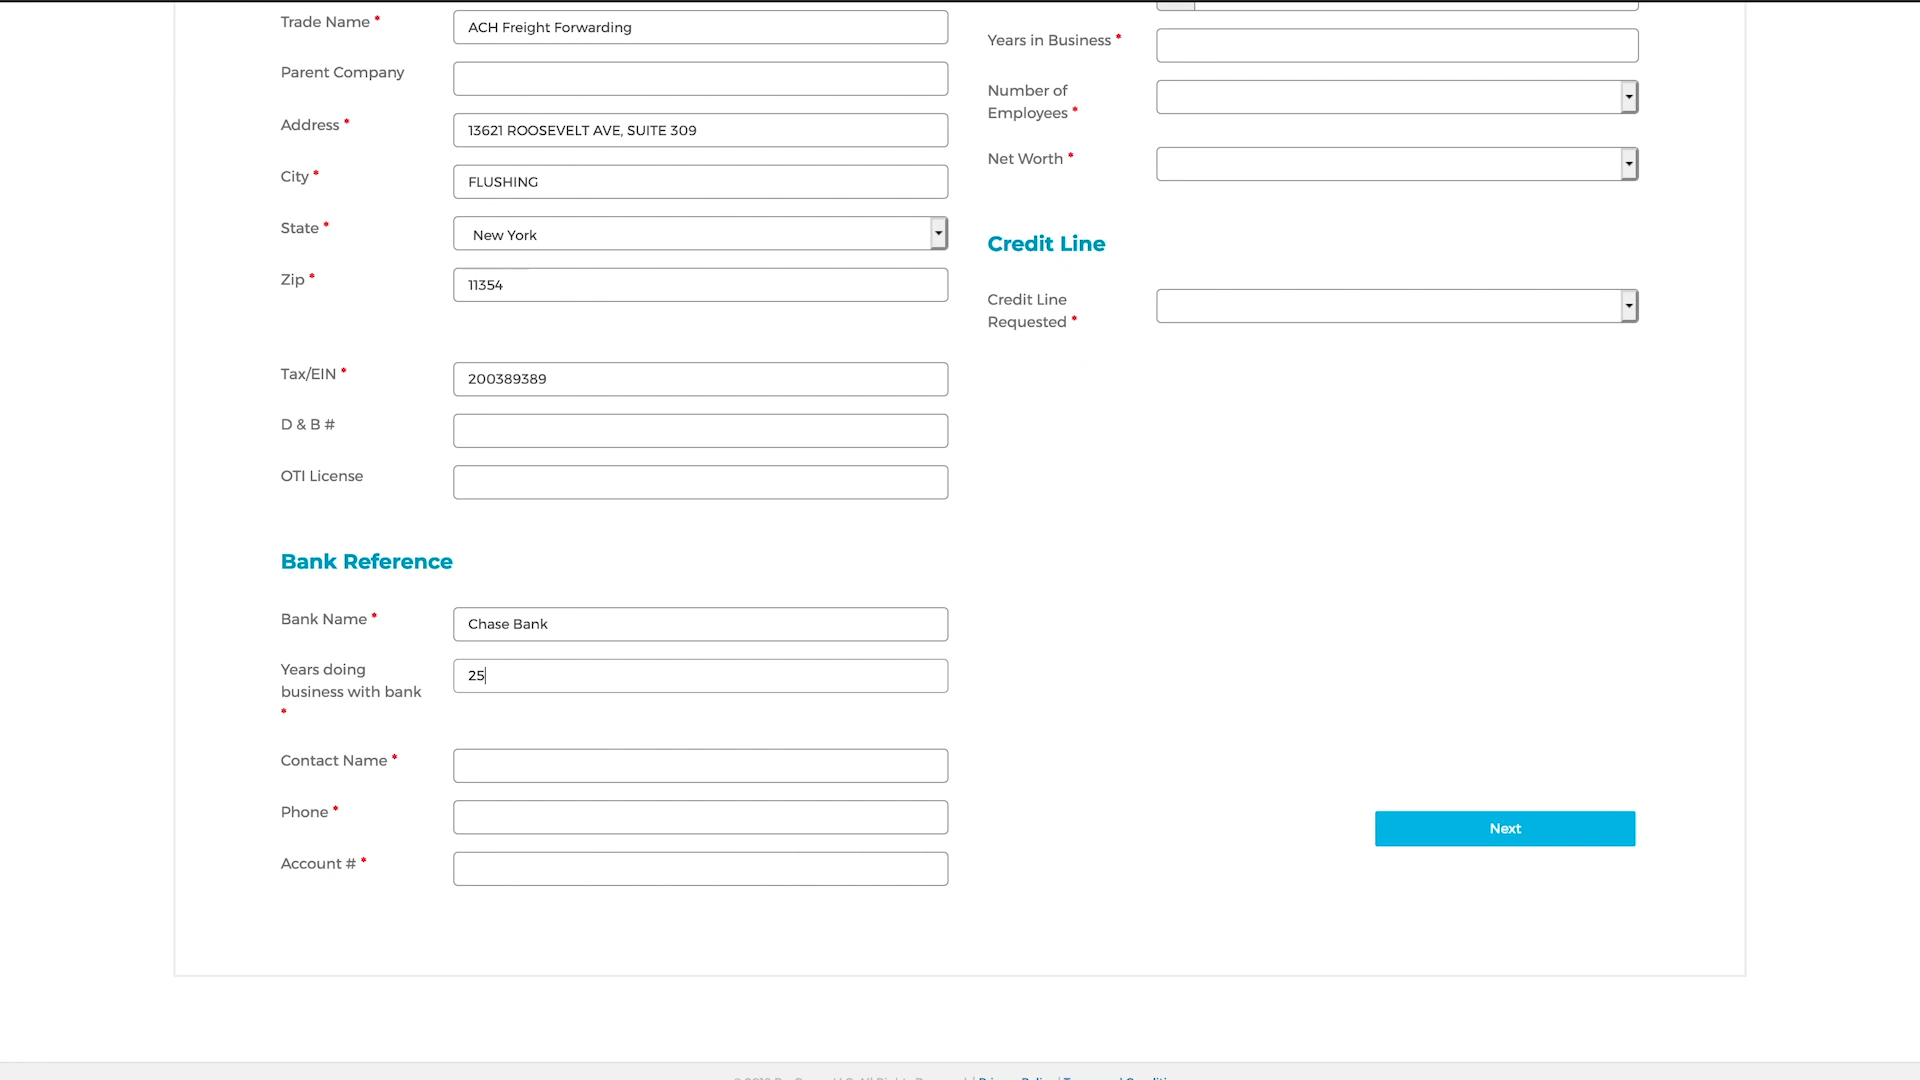 Trade Name *
ACH Freight Forwarding
Parent Company
Address *
13621 ROOSEVELT AVE, SUITE 309
City *
FLUSHING
State *
New York
Zip *
11354
Tax/EIN *
200389389
D & B #
OTI License
Bank Reference
Bank Name *
Chase Bank
Years doing
business with bank
*
25
Contact Name *
Phone *
Account # *
Years in Business *
Number of
Employees *
Net Worth *
Credit Line
Credit Line
Requested *
Next